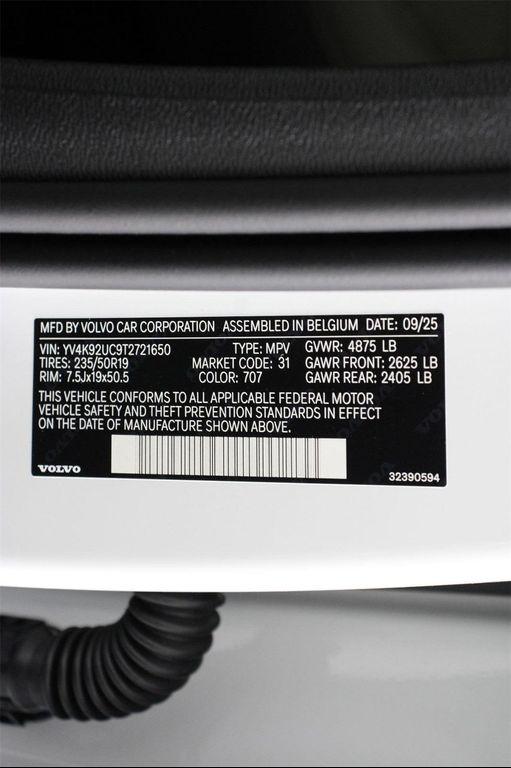 MFD BY VOLVO CAR CORPORATION ASSEMBLED IN BELGIUM DATE: 09/25
VIN: YV4K92UC9T2721650 TYPE: MPV GVWR: 4875 LB
TIRES: 235/50R19 MARKET CODE: 31 GAWR FRONT: 2625 LB
RIM: 7.5Jx19x50.5 COLOR: 707 GAWR REAR: 2405 LB
THIS VEHICLE CONFORMS TO ALL APPLICABLE FEDERAL MOTOR
VEHICLE SAFETY AND THEFT PREVENTION STANDARDS IN EFFECT
ON THE DATE OF MANUFACTURE SHOWN ABOVE.
VOLVO 32390594